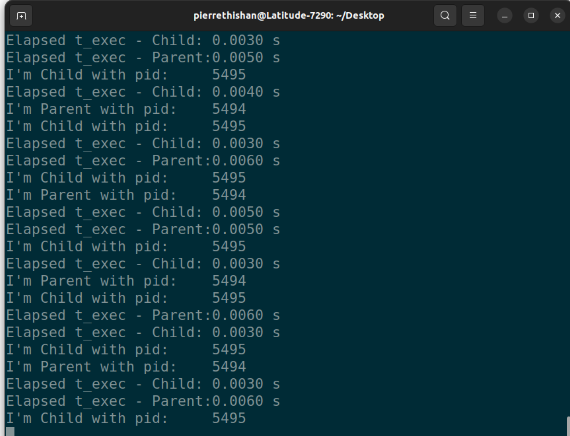 pierrethishan@Latitude-7290: ~/Desktop
Elapsed t_exec - Child: 0.0030 s
Elapsed t_exec - Parent:0.0050 s
I'm Child with pid:     5495
Elapsed t_exec - Child: 0.0040 s
I'm Parent with pid:    5494
I'm Child with pid:     5495
Elapsed t_exec - Child: 0.0030 s
Elapsed t_exec - Parent:0.0060 s
I'm Child with pid:     5495
I'm Parent with pid:    5494
Elapsed t_exec - Child: 0.0050 s
Elapsed t_exec - Parent:0.0050 s
I'm Child with pid:     5495
Elapsed t_exec - Child: 0.0030 s
I'm Parent with pid:    5494
I'm Child with pid:     5495
Elapsed t_exec - Parent:0.0060 s
Elapsed t_exec - Child: 0.0030 s
I'm Child with pid:     5495
I'm Parent with pid:    5494
Elapsed t_exec - Child: 0.0030 s
Elapsed t_exec - Parent:0.0060 s
I'm Child with pid:     5495